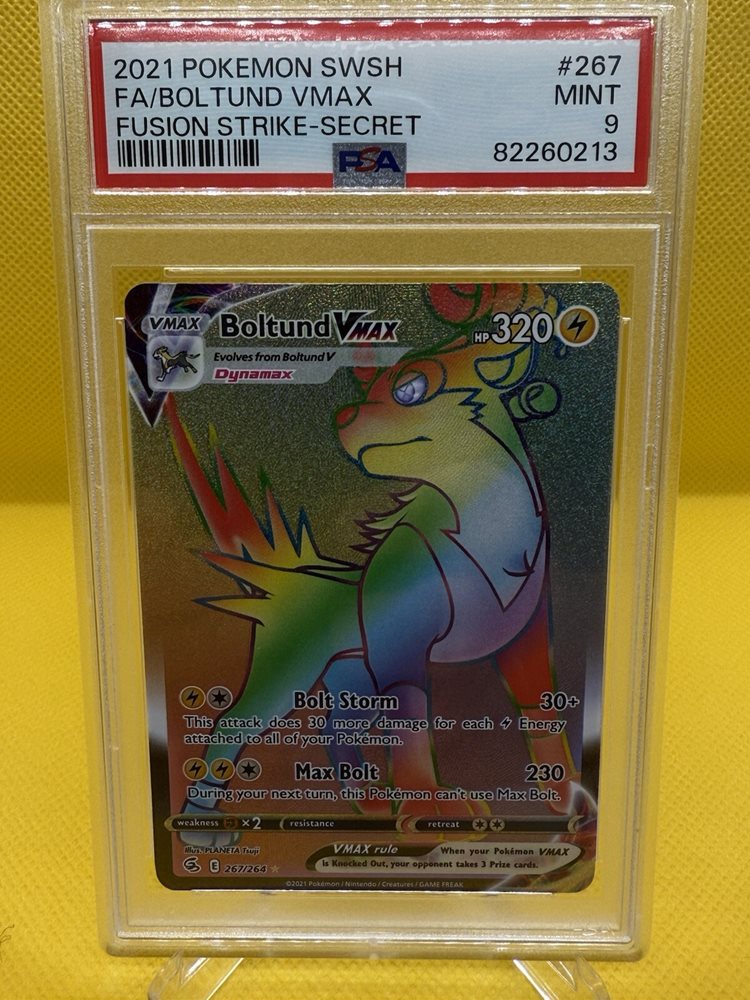 2021 POKEMON SWSH #267
FA/BOLTUND VMAX MINT
FUSION STRIKE-SECRET 9
PSA 82260213
VMAX Boltund VMAX HP 320
Evolves from Boltund V
Dynamax
Bolt Storm 30+
This attack does 30 more damage for each Energy
attached to all of your Pokémon.
Max Bolt 230
During your next turn, this Pokémon can't use Max Bolt.
weakness ×2 resistance retreat
Illus. PLANETA Tsuji
VMAX rule When your Pokémon VMAX
is Knocked Out, your opponent takes 3 Prize cards.
E 267/264
©2021 Pokémon / Nintendo / Creatures / GAME FREAK